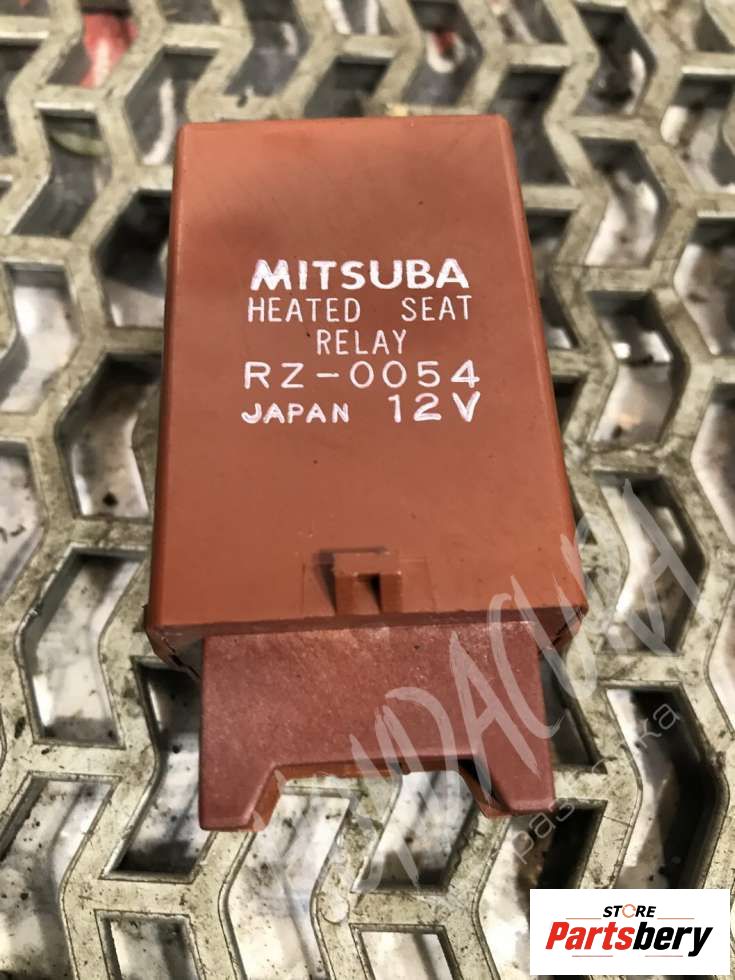 MITSUBA
HEATED SEAT
RELAY
RZ-0054
JAPAN 12V
STORE
Partsbery